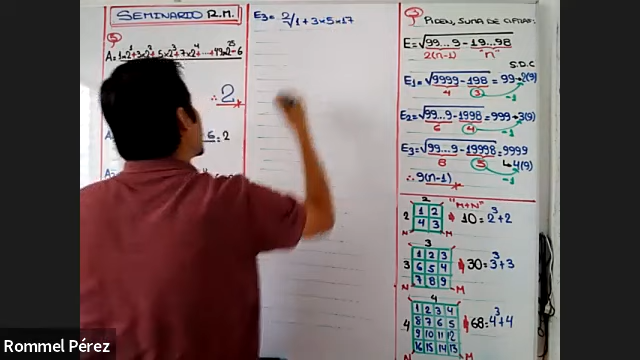 SEMINARIO R.M.
5
A=1x2¹+3x2²+5x2³+7x2⁴+....+49x2²⁵-6
∴ 2
6 = 2
E₃= ²√1+3×5×17
PIDEN, SUMA DE CIFRAS:
E=√99...9-19...98
2(n-1) "n"
S.D.C
E₁=√9999-198 = 99→2(9)
4 3 -1
E₂=√99...9-1998 = 999→3(9)
6 4 -1
E₃=√99...9-19998 = 9999
8 5 -1 4(9)
∴ 9(n-1)
"M+N"
2
2 1 2 10=2³+2
4 3
N M
3
3 1 2 3 30=3³+3
6 5 4
7 8 9
N M
4
4 1 2 3 4 68=4³+4
8 7 6 5
9 10 11 12
16 15 14 13
N M
Rommel Pérez